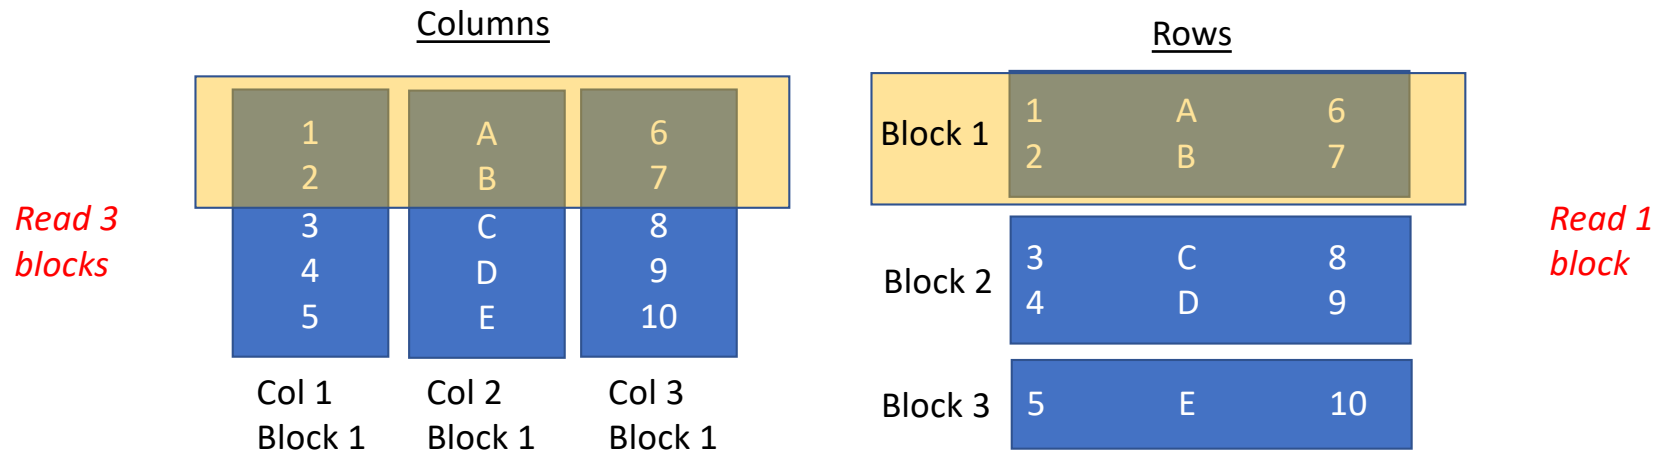 Columns
1 A 6
2 B 7
3 C 8
4 D 9
5 E 10
Col 1 Col 2 Col 3
Block 1 Block 1 Block 1
Read 3
blocks
Rows
Block 1
1 A 6
2 B 7
Block 2
3 C 8
4 D 9
Block 3
5 E 10
Read 1
block